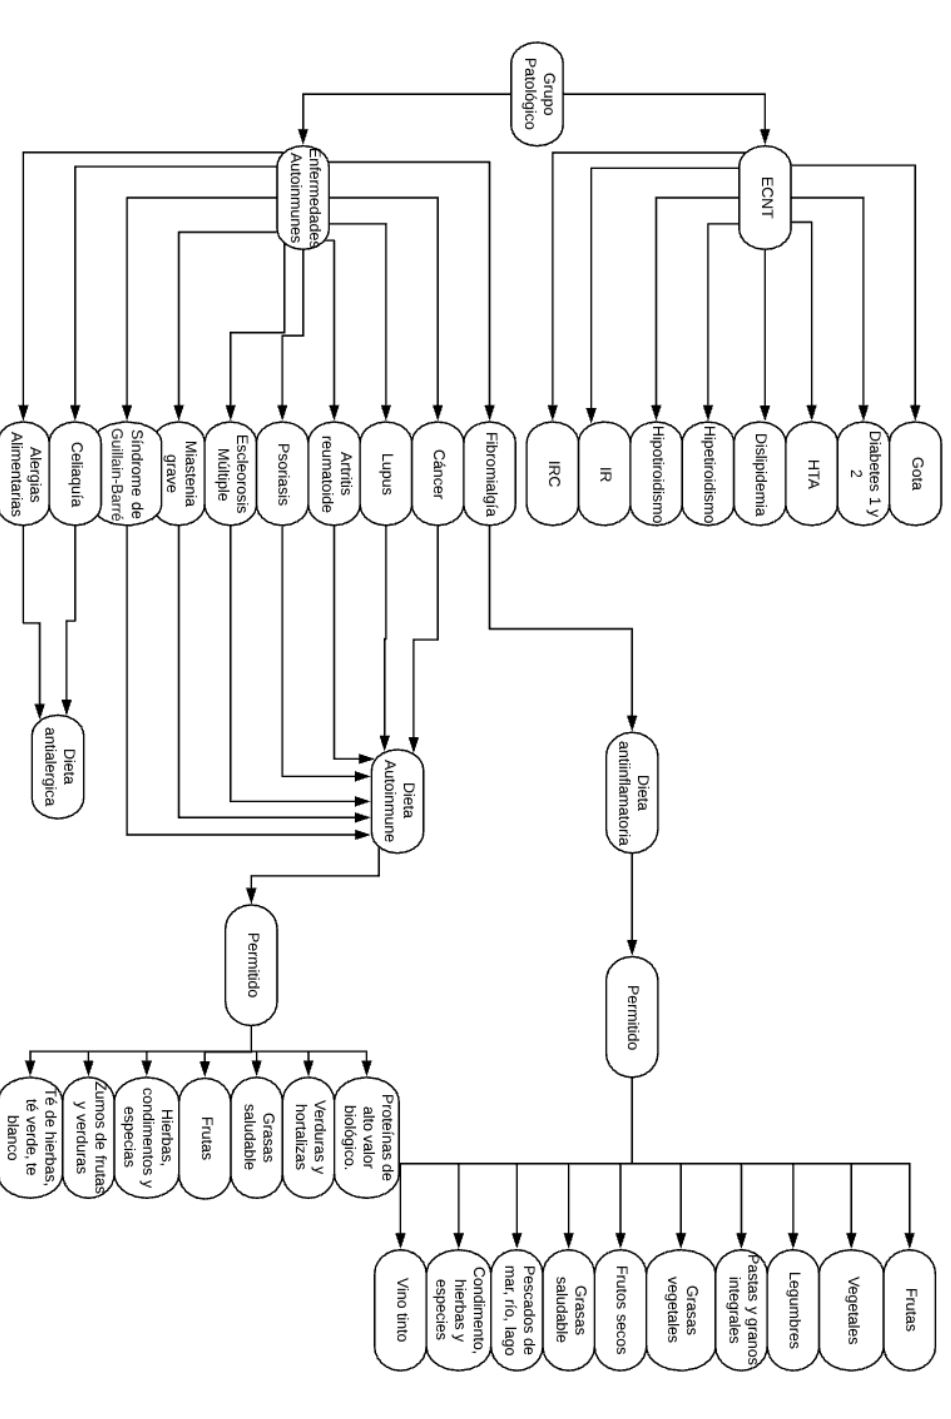 Grupo
Patológico
ECNT
Enfermedades
Autoinmunes
Gota
Diabetes 1 y
2
HTA
Dislipidemia
Hipetiroidismo
Hipotiroidismo
IR
IRC
Fibromialgía
Cáncer
Lupus
Artritis
reumatoide
Psoriasis
Esclerosis
Múltiple
Miastenia
grave
Síndrome de
Guillain-Barré
Celiaquía
Alergias
Alimentarias
Dieta
antiinflamatoria
Dieta
Autoinmune
Dieta
antialergica
Permitido
Permitido
Frutas
Vegetales
Legumbres
Pastas y granos
integrales
Grasas
vegetales
Frutos secos
Grasas
saludable
Pescados de
mar, río, lago
Condimento,
hierbas y
especies
Vino tinto
Proteínas de
alto valor
biológico.
Verduras y
hortalizas
Grasas
saludable
Frutas
Hierbas,
condimentos y
especias
Zumos de frutas
y verduras
Té de hierbas,
té verde, te
blanco